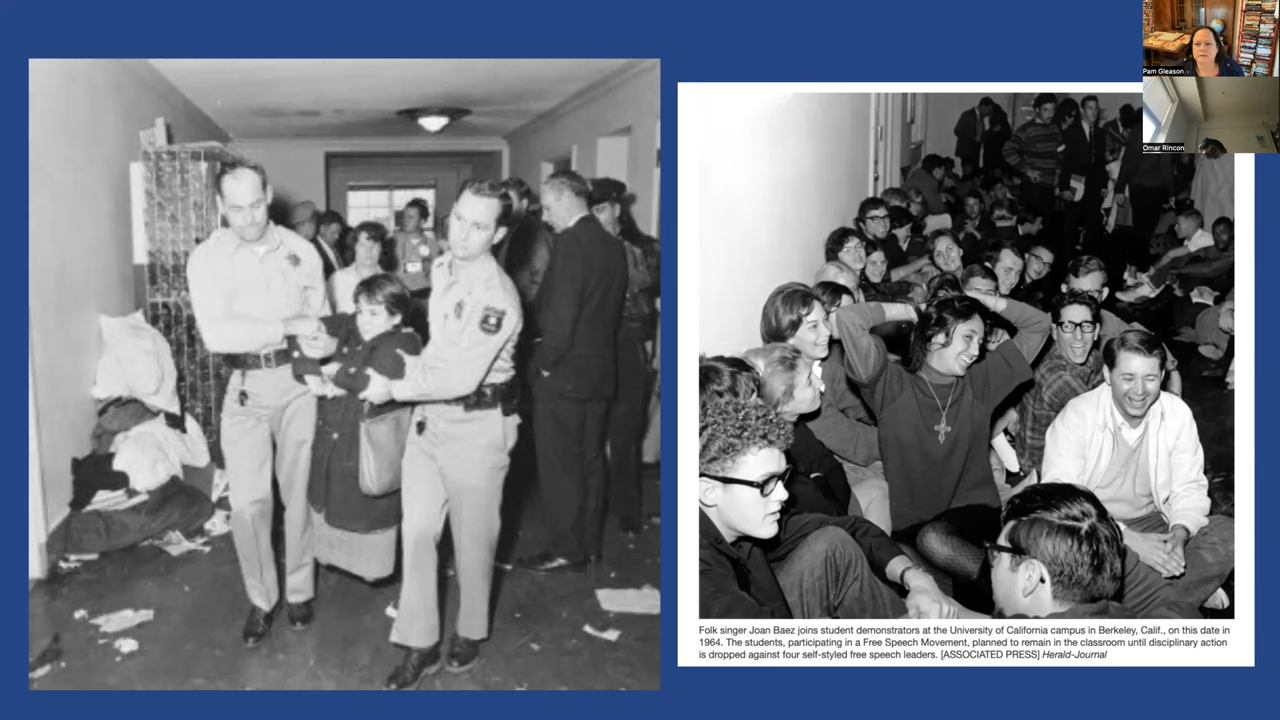 Pam Gleason
Omar Rincon
Folk singer Joan Baez joins student demonstrators at the University of California campus in Berkeley, Calif., on this date in
1964. The students, participating in a Free Speech Movement, planned to remain in the classroom until disciplinary action
is dropped against four self-styled free speech leaders. [ASSOCIATED PRESS] Herald-Journal